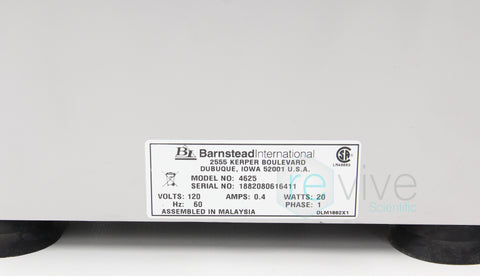 BI Barnstead International
2555 KERPER BOULEVARD
DUBUQUE, IOWA 52001 U.S.A.
MODEL NO: 4625
SERIAL NO: 1882080616411
VOLTS: 120 AMPS: 0.4 WATTS: 20
Hz: 60 PHASE: 1
ASSEMBLED IN MALAYSIA
revive
Scientific